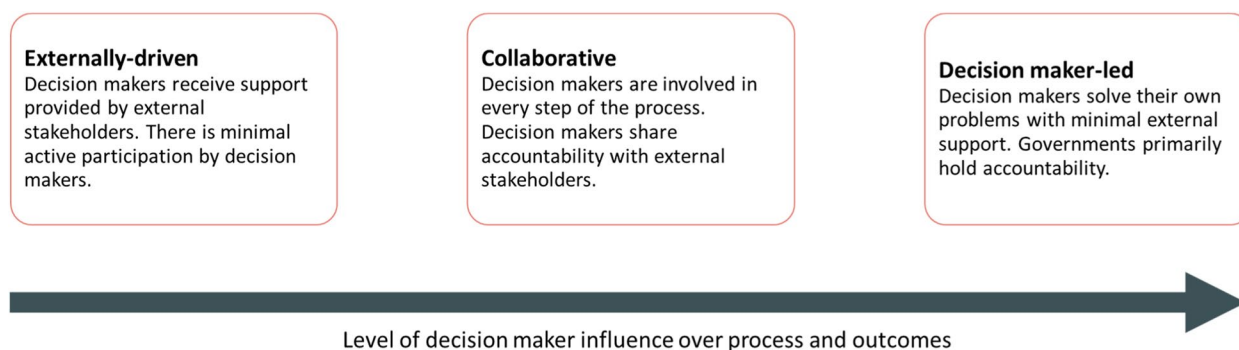 Externally-driven
Decision makers receive support
provided by external
stakeholders. There is minimal
active participation by decision
makers.
Collaborative
Decision makers are involved in
every step of the process.
Decision makers share
accountability with external
stakeholders.
Decision maker-led
Decision makers solve their own
problems with minimal external
support. Governments primarily
hold accountability.
Level of decision maker influence over process and outcomes